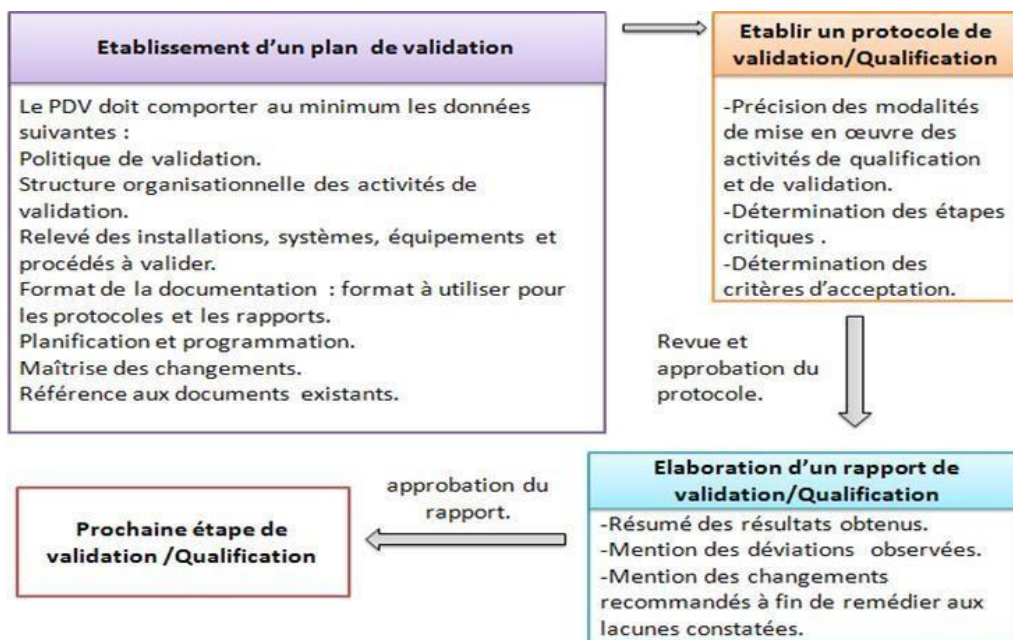 Etablissement d'un plan de validation
Le PDV doit comporter au minimum les données
suivantes :
Politique de validation.
Structure organisationnelle des activités de
validation.
Relevé des installations, systèmes, équipements et
procédés à valider.
Format de la documentation : format à utiliser pour
les protocoles et les rapports.
Planification et programmation.
Maîtrise des changements.
Référence aux documents existants.
Etablir un protocole de
validation/Qualification
-Précision des modalités
de mise en œuvre des
activités de qualification
et de validation.
-Détermination des étapes
critiques .
-Détermination des
critères d'acceptation.
Revue et
approbation du
protocole.
Elaboration d'un rapport de
validation/Qualification
-Résumé des résultats obtenus.
-Mention des déviations observées.
-Mention des changements
recommandés à fin de remédier aux
lacunes constatées.
approbation du
rapport.
Prochaine étape de
validation /Qualification